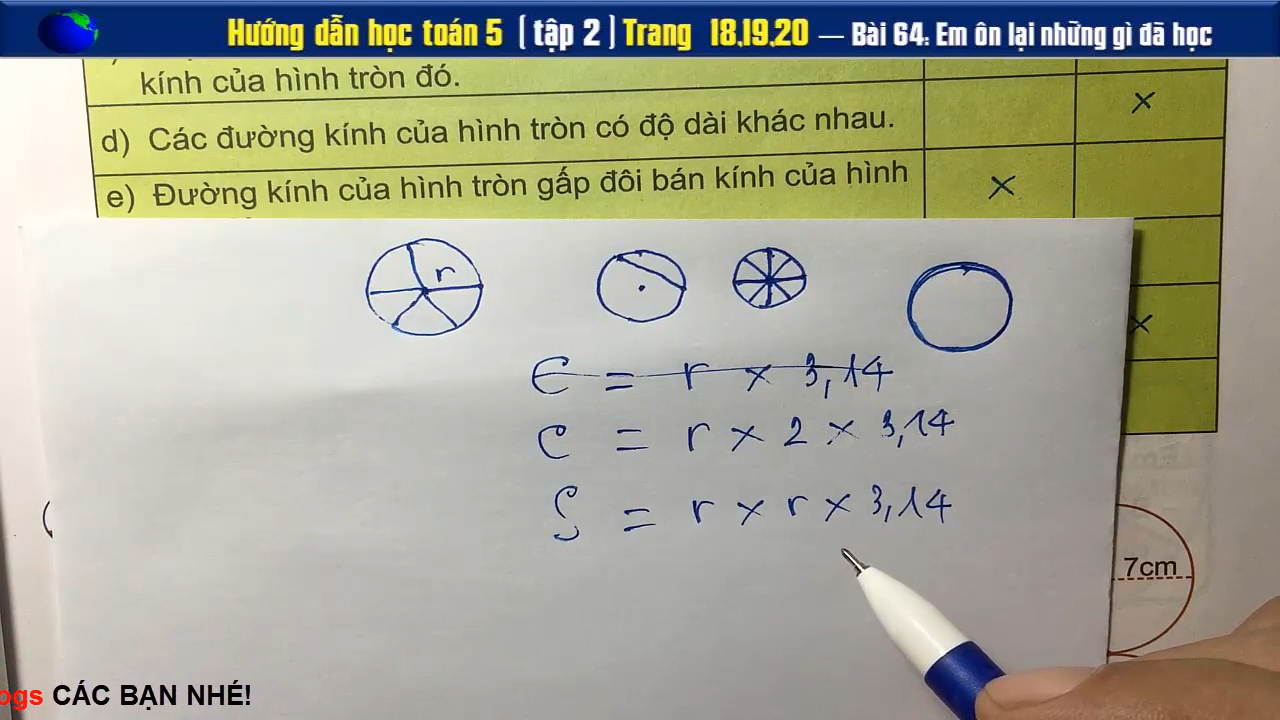 Hướng dẫn học toán 5 ( tập 2 ) Trang 18,19,20 — Bài 64: Em ôn lại những gì đã học
kính của hình tròn đó.
d) Các đường kính của hình tròn có độ dài khác nhau. ×
e) Đường kính của hình tròn gấp đôi bán kính của hình ×
r
×
C = r × 3,14
C = r × 2 × 3,14
S = r × r × 3,14
7cm
ogs CÁC BẠN NHÉ!